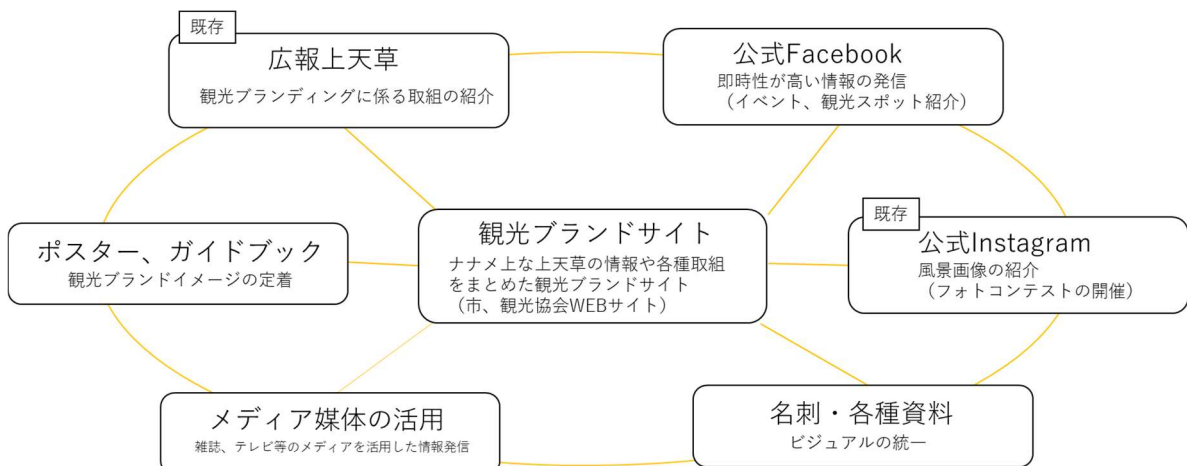 既存
広報上天草
観光ブランディングに係る取組の紹介
公式Facebook
即時性が高い情報の発信
（イベント、観光スポット紹介）
ポスター、ガイドブック
観光ブランドイメージの定着
観光ブランドサイト
ナナメ上な上天草の情報や各種取組
をまとめた観光ブランドサイト
（市、観光協会WEBサイト）
既存
公式Instagram
風景画像の紹介
（フォトコンテストの開催）
メディア媒体の活用
雑誌、テレビ等のメディアを活用した情報発信
名刺・各種資料
ビジュアルの統一